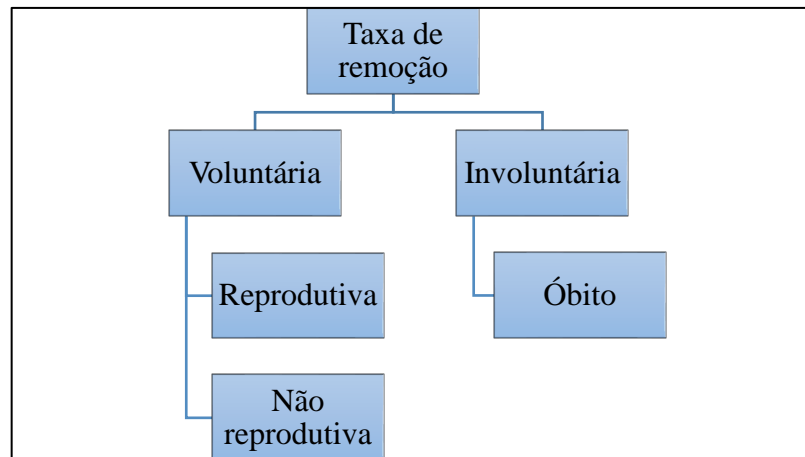 Taxa de
remoção
Voluntária
Involuntária
Reprodutiva
Óbito
Não
reprodutiva